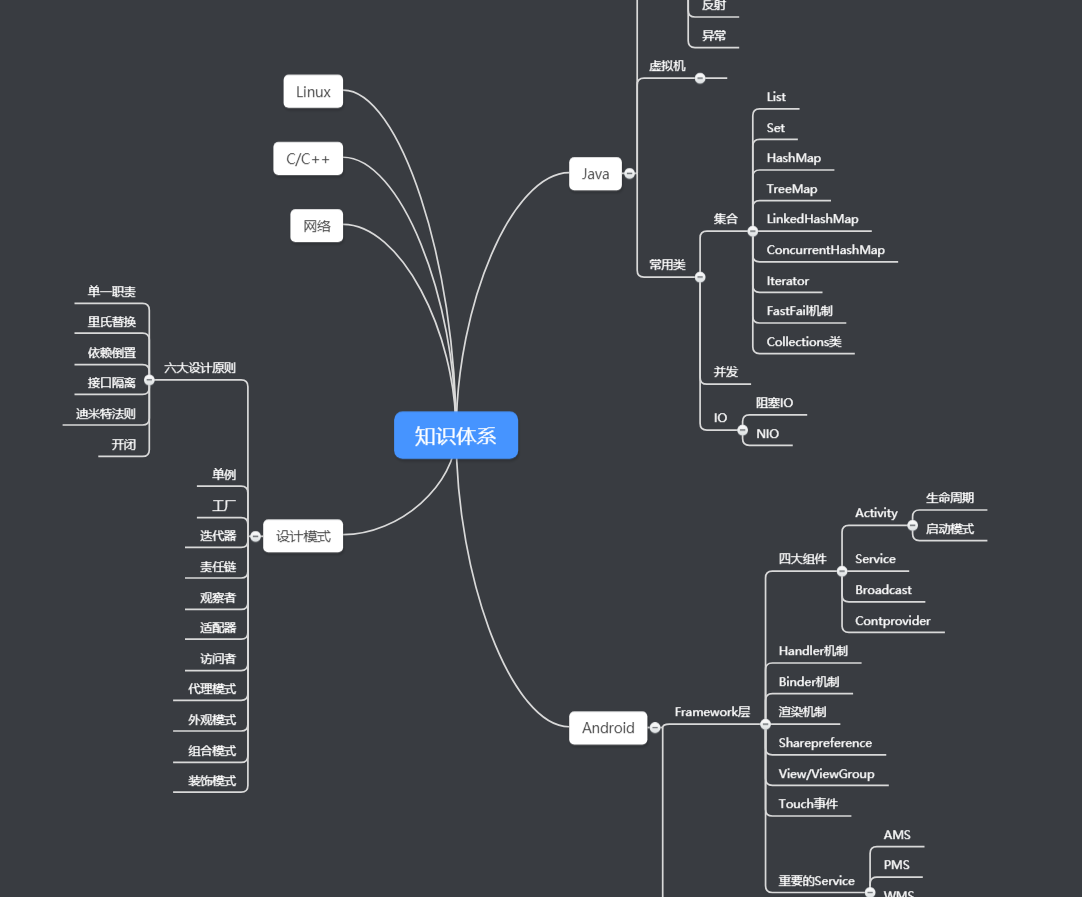 反射
异常
虚拟机
Linux
List
Set
C/C++
HashMap
Java
TreeMap
网络
集合
LinkedHashMap
ConcurrentHashMap
常用类
Iterator
FastFail机制
Collections类
并发
阻塞IO
IO
NIO
单一职责
里氏替换
依赖倒置
六大设计原则
接口隔离
迪米特法则
开闭
知识体系
单例
工厂
迭代器
设计模式
责任链
观察者
适配器
访问者
代理模式
外观模式
组合模式
装饰模式
生命周期
Activity
启动模式
四大组件
Service
Broadcast
Contprovider
Handler机制
Binder机制
Framework层
渲染机制
Android
Sharepreference
View/ViewGroup
Touch事件
AMS
PMS
重要的Service
WMS